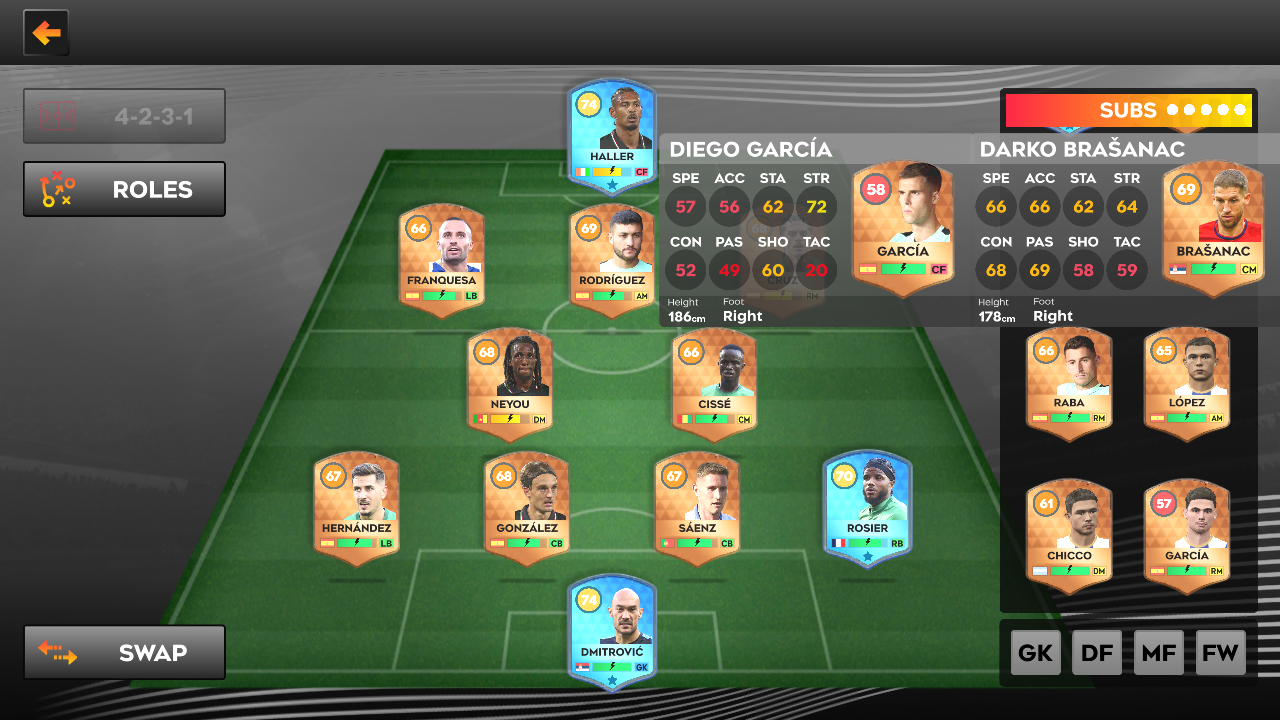 4-2-3-1
ROLES
SWAP
SUBS
74
HALLER
CF
66
FRANQUESA
LB
69
RODRÍGUEZ
AM
68
CRUZ
RM
DIEGO GARCÍA
SPE ACC STA STR
57 56 62 72
CON PAS SHO TAC
52 49 60 20
Height Foot
186cm Right
58
GARCÍA
CF
DARKO BRAŠANAC
SPE ACC STA STR
66 66 62 64
CON PAS SHO TAC
68 69 58 59
Height Foot
178cm Right
69
BRAŠANAC
CM
68
NEYOU
DM
66
CISSÉ
CM
66
RABA
RM
65
LÓPEZ
AM
67
HERNÁNDEZ
LB
68
GONZÁLEZ
CB
67
SÁENZ
CB
70
ROSIER
RB
61
CHICCO
DM
57
GARCÍA
RM
74
DMITROVIĆ
GK
GK DF MF FW